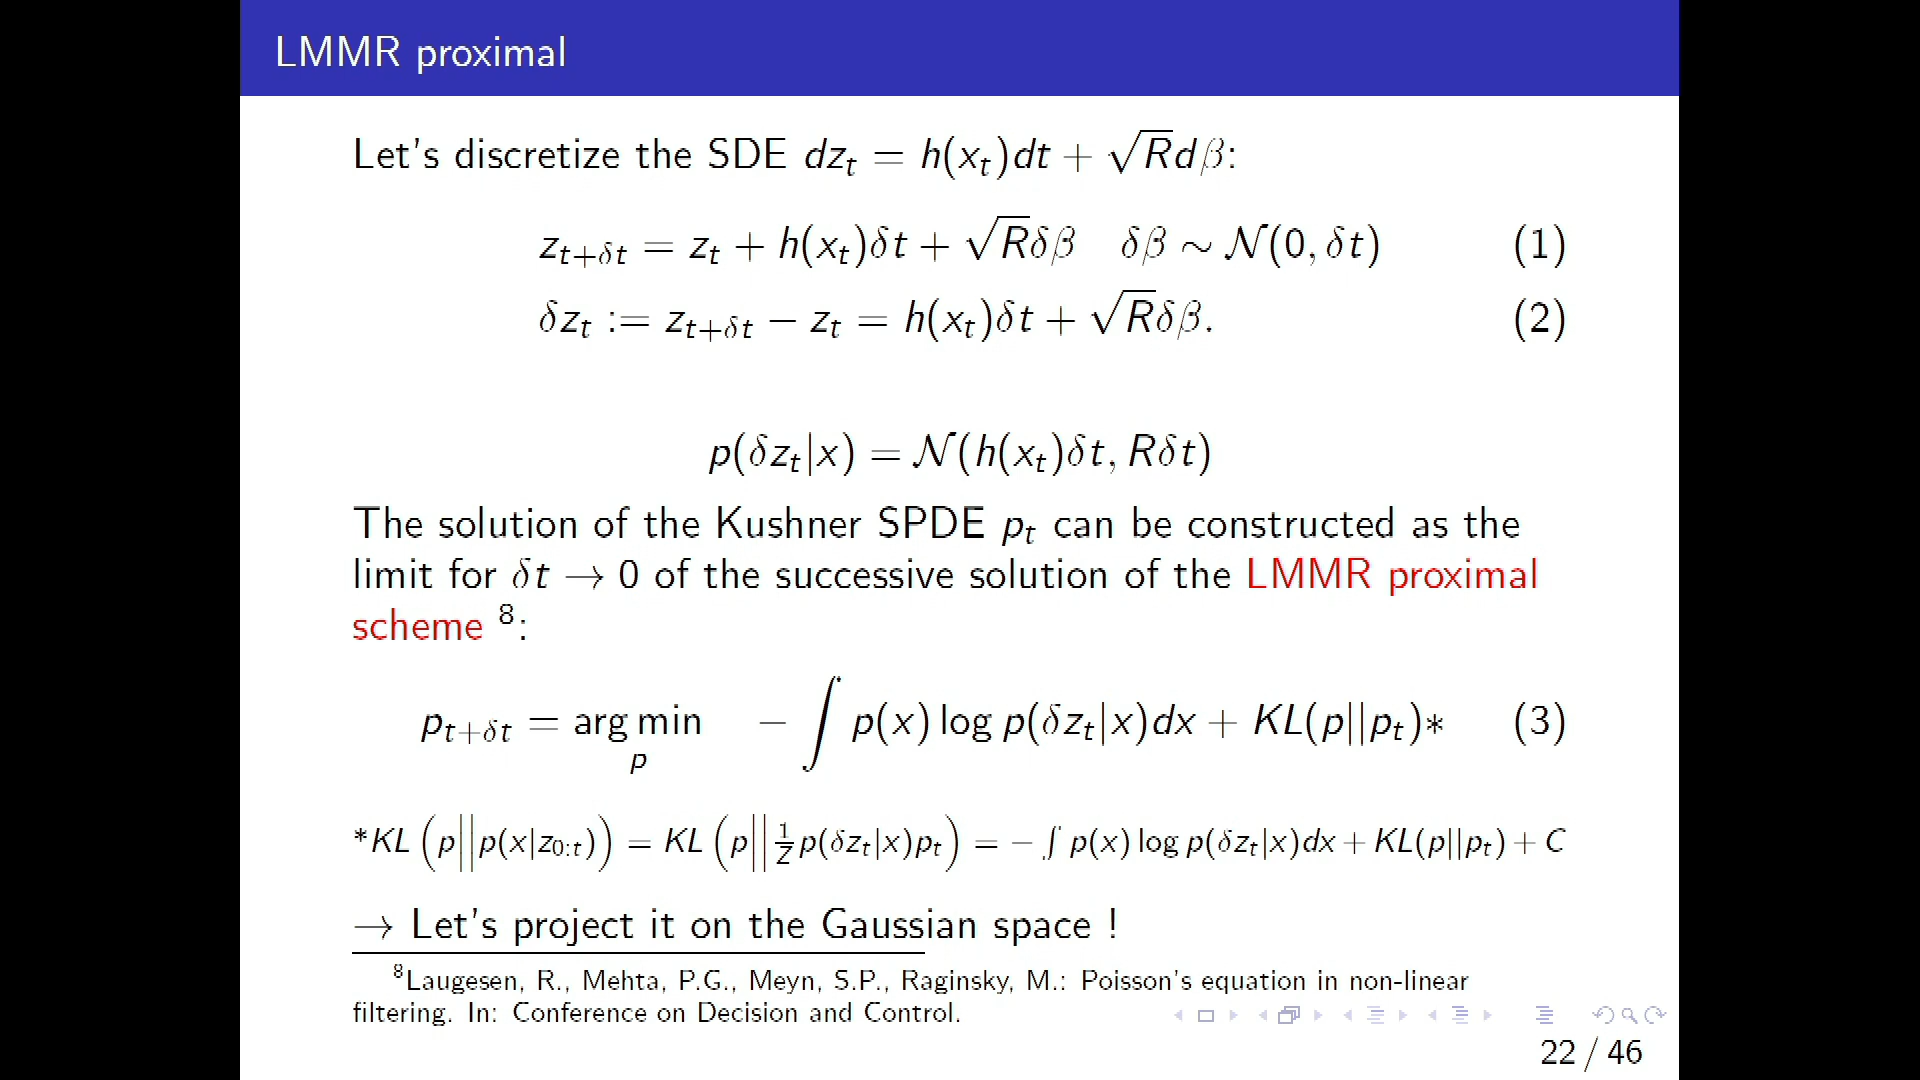 LMMR proximal
Let's discretize the SDE dz_t = h(x_t)dt + √R dβ:
z_{t+δt} = z_t + h(x_t)δt + √R δβ   δβ ∼ 𝒩(0, δt)   (1)
δz_t := z_{t+δt} − z_t = h(x_t)δt + √R δβ.   (2)
p(δz_t|x) = 𝒩(h(x_t)δt, Rδt)
The solution of the Kushner SPDE p_t can be constructed as the
limit for δt → 0 of the successive solution of the LMMR proximal
scheme ⁸:
p_{t+δt} = arg min_p − ∫ p(x) log p(δz_t|x)dx + KL(p||p_t)*   (3)
*KL(p||p(x|z_{0:t})) = KL(p||1/Z p(δz_t|x)p_t) = − ∫ p(x) log p(δz_t|x)dx + KL(p||p_t) + C
→ Let's project it on the Gaussian space !
⁸Laugesen, R., Mehta, P.G., Meyn, S.P., Raginsky, M.: Poisson's equation in non-linear
filtering. In: Conference on Decision and Control.
22 / 46